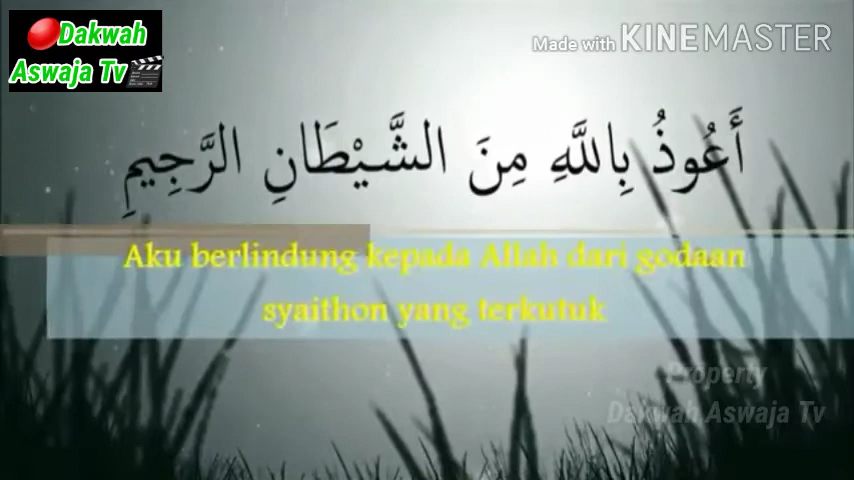 Dakwah
Aswaja Tv
Made with KINEMASTER
أَعُوذُ بِاللَّهِ مِنَ الشَّيْطَانِ الرَّجِيمِ
Aku berlindung kepada Allah dari godaan
syaithon yang terkutuk
Property
Dakwah Aswaja Tv